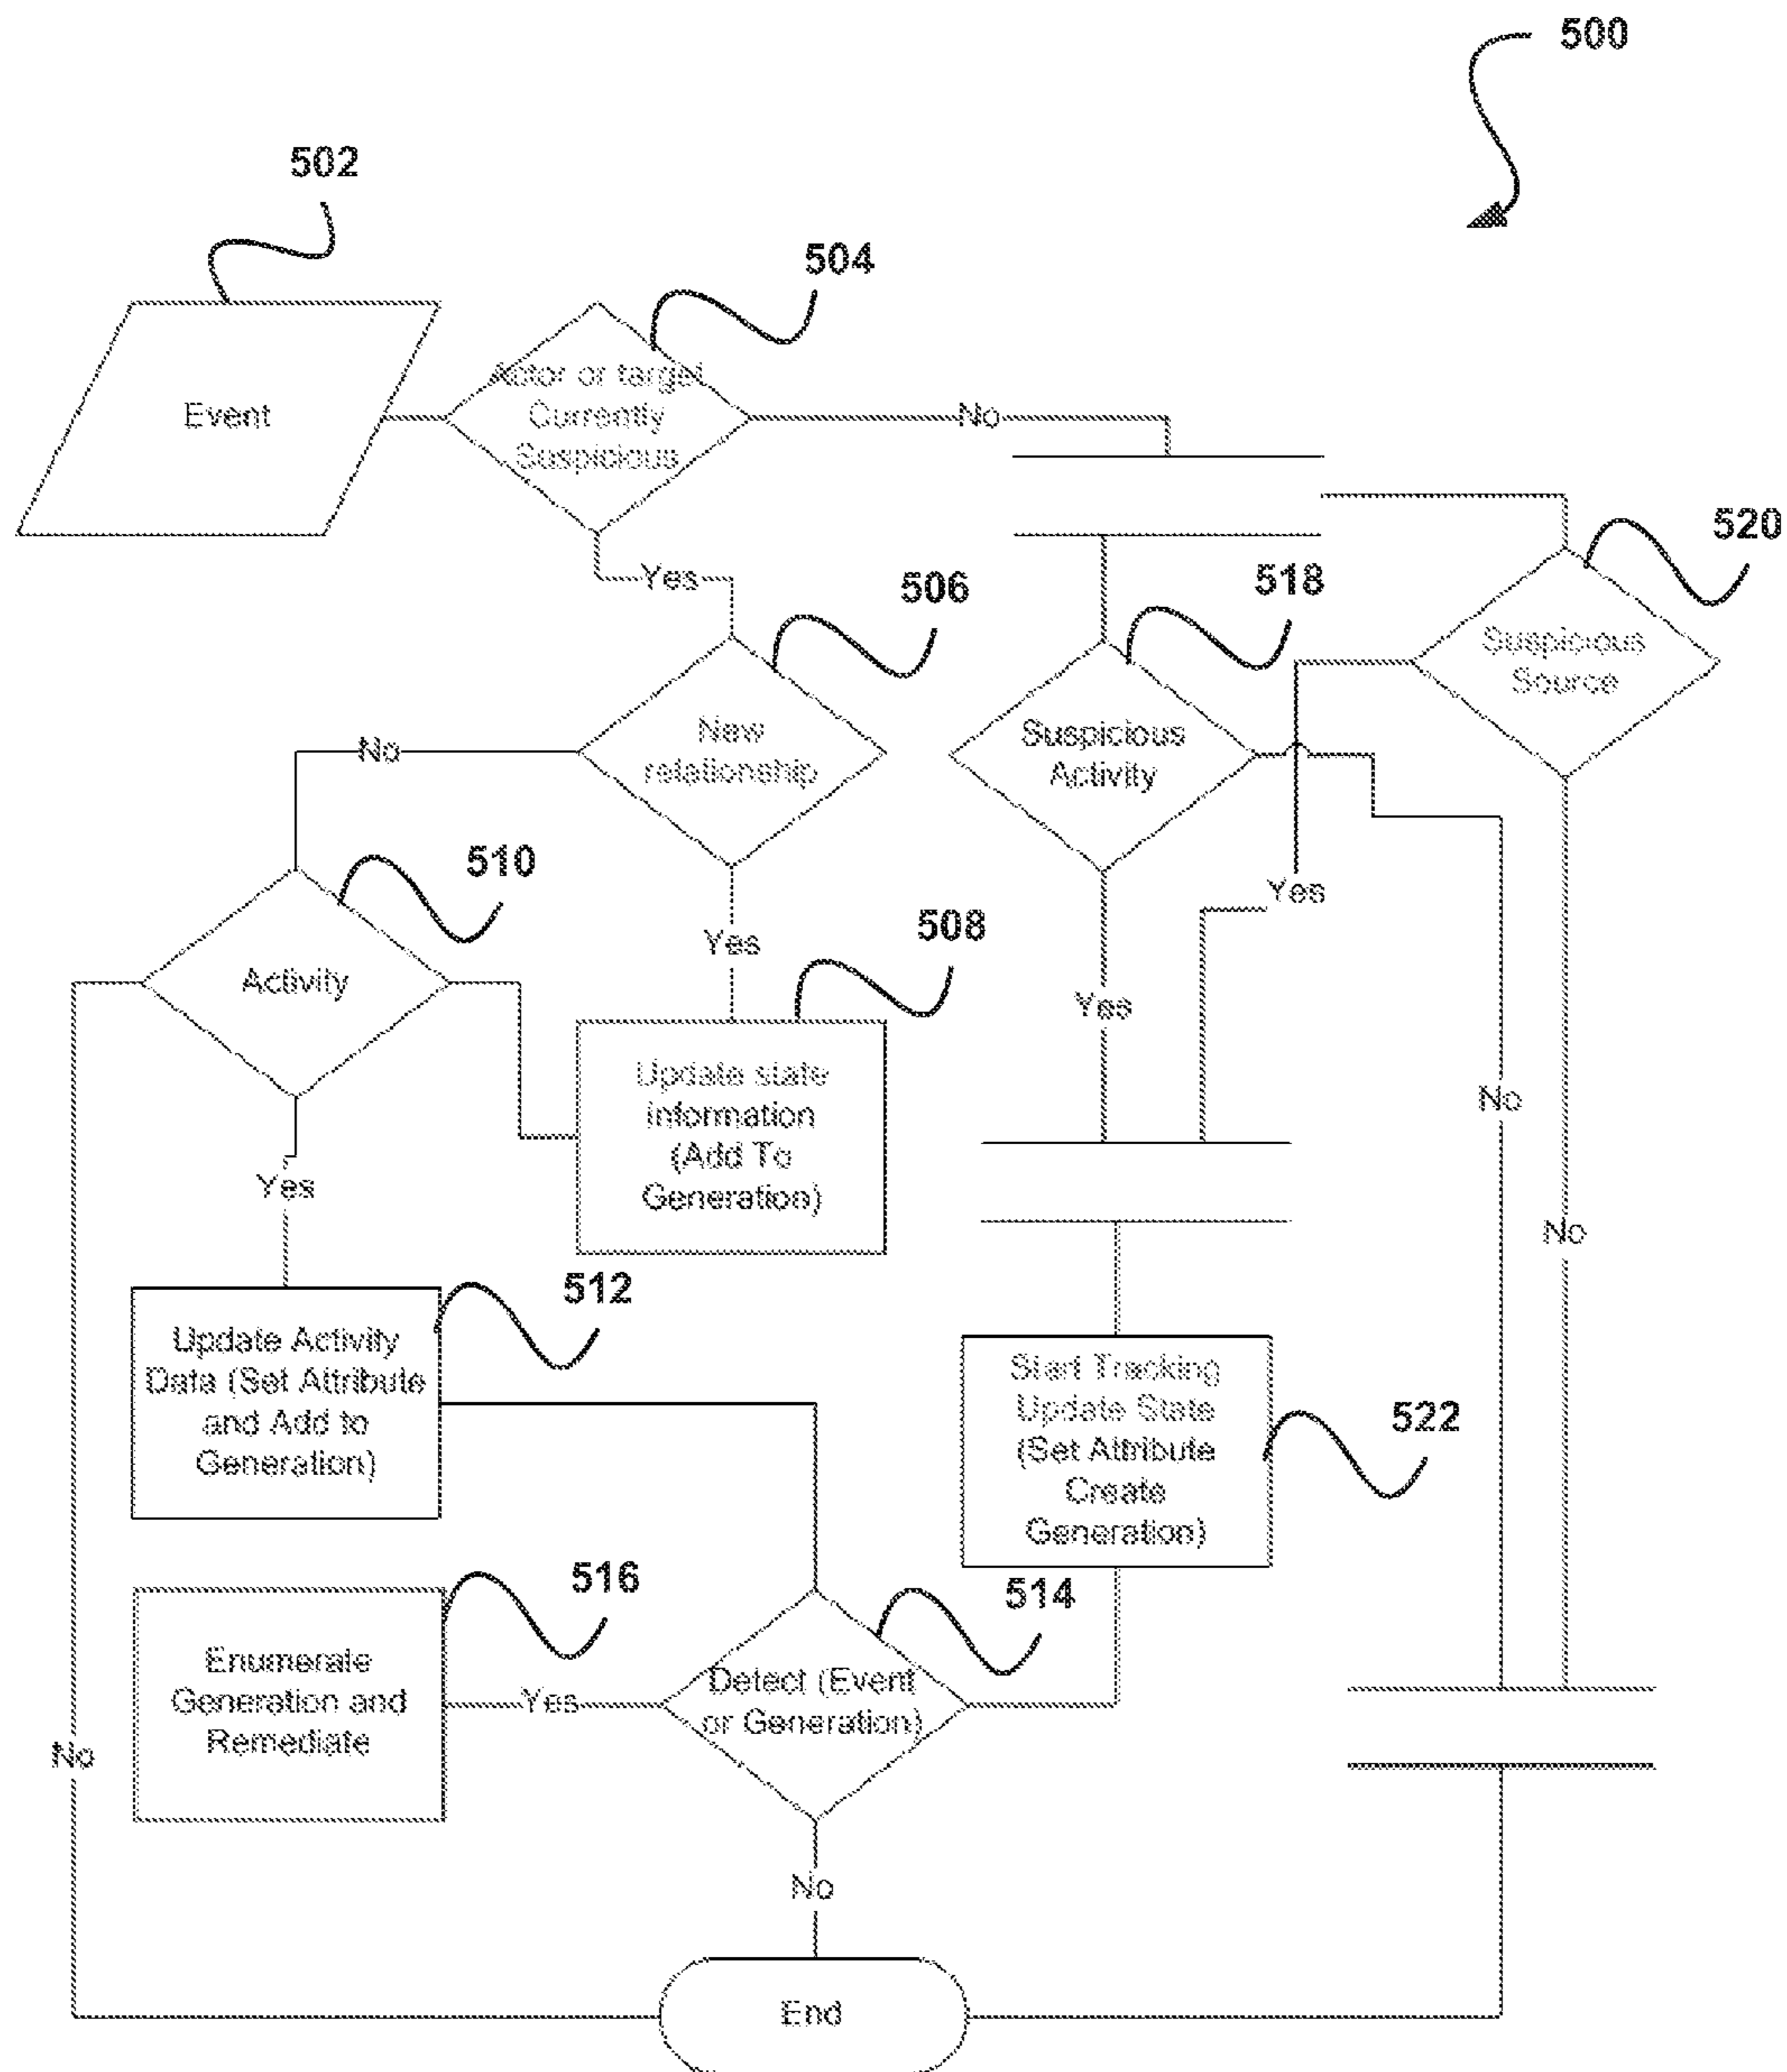 500
502
504
Event
Actor or target
Currently
Suspicious
No
520
Yes
506
518
Suspicious
Source
New
relationship
Suspicious
Activity
No
510
Yes
508
Yes
Activity
Yes
Update state
information
(Add To
Generation)
No
Yes
No
512
Update Activity
Data (Set Attribute
and Add to
Generation)
Start Tracking
Update State
(Set Attribute
Create
Generation)
522
516
514
Enumerate
Generation and
Remediate
Yes
Detect (Event
or Generation)
No
No
End